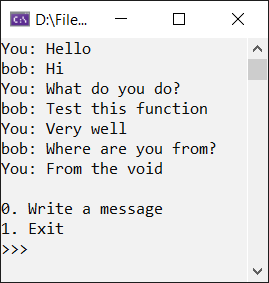 D:\File...
You: Hello
bob: Hi
You: What do you do?
bob: Test this function
You: Very well
bob: Where are you from?
You: From the void
0. Write a message
1. Exit
>>>